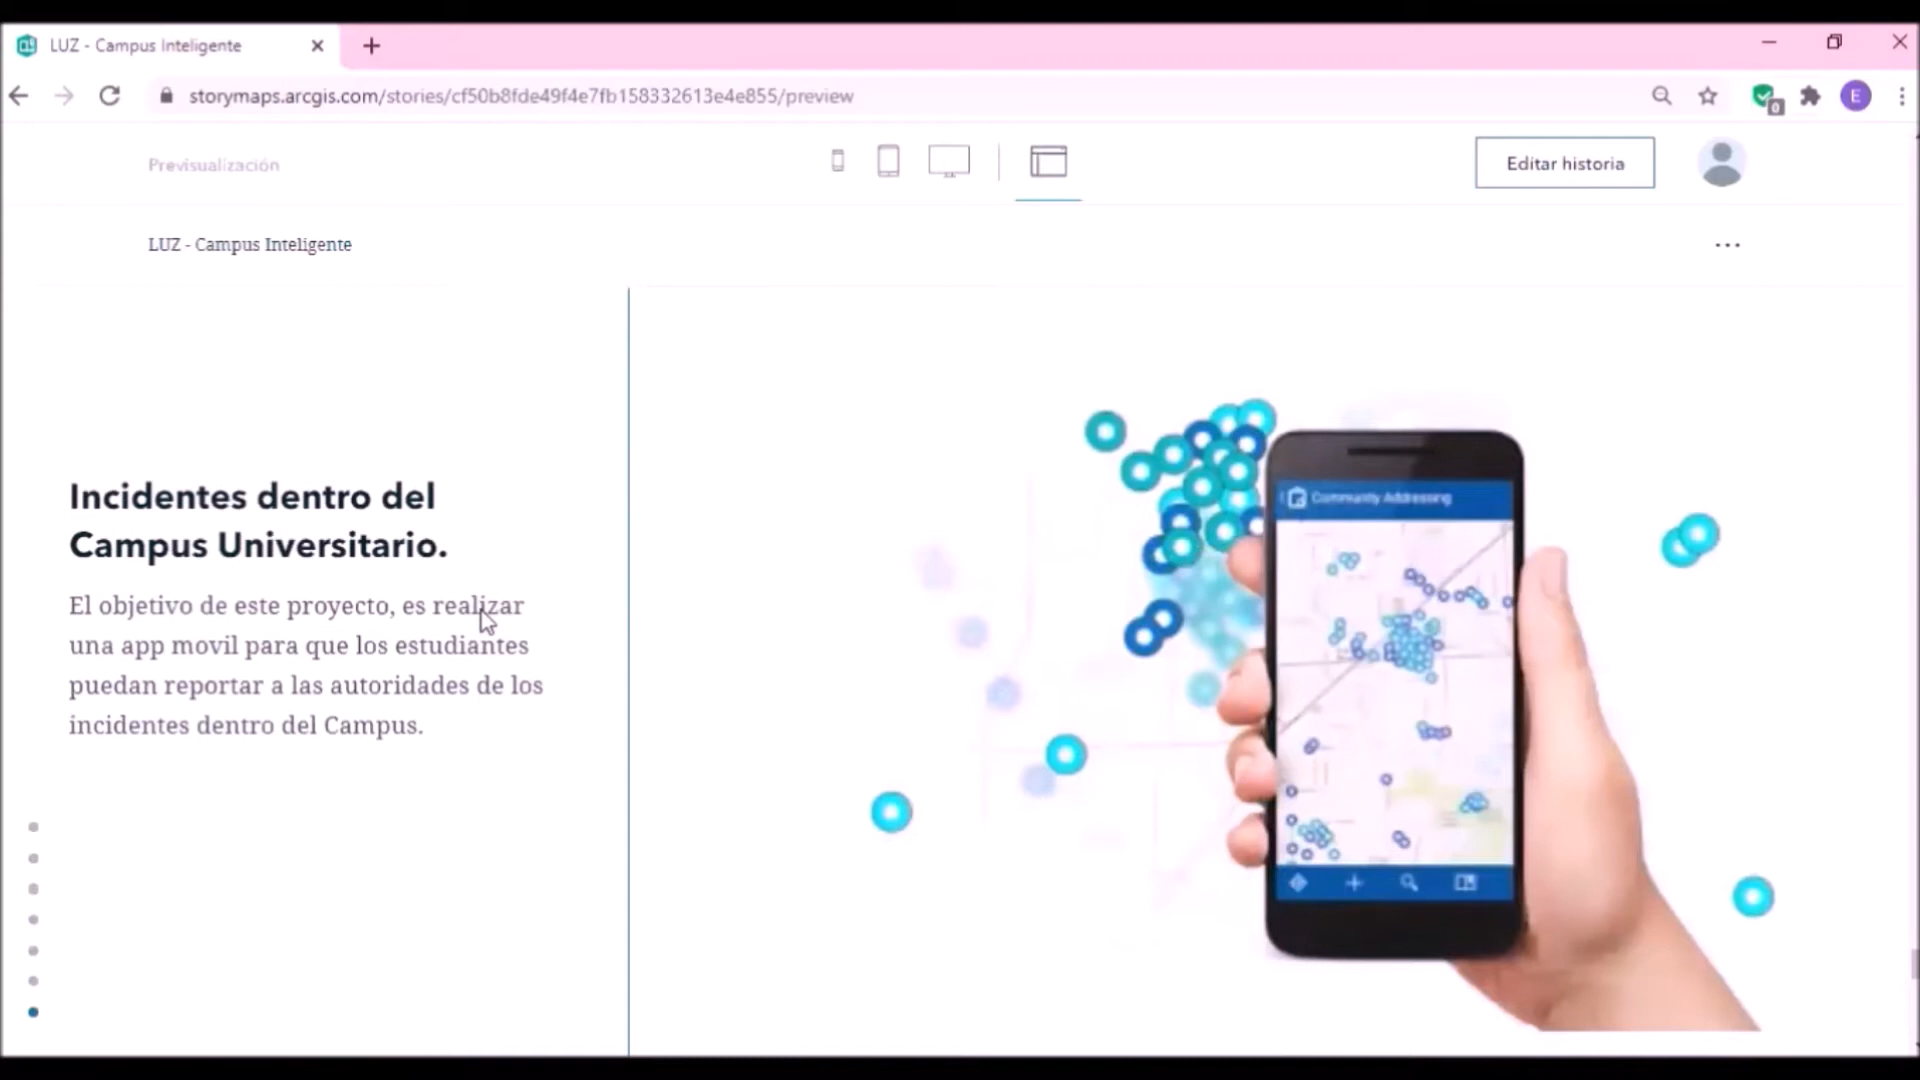 LUZ - Campus Inteligente
storymaps.arcgis.com/stories/cf50b8fde49f4e7fb158332613e4e855/preview
0
E
Previsualización
Editar historia
LUZ - Campus Inteligente
Incidentes dentro del
Campus Universitario.
El objetivo de este proyecto, es realizar
una app movil para que los estudiantes
puedan reportar a las autoridades de los
incidentes dentro del Campus.
Community Addressing